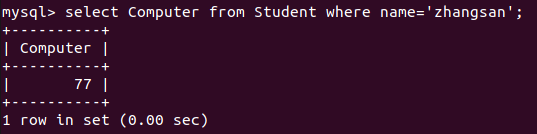 mysql> select Computer from Student where name='zhangsan';
+----------+
| Computer |
+----------+
|       77 |
+----------+
1 row in set (0.00 sec)